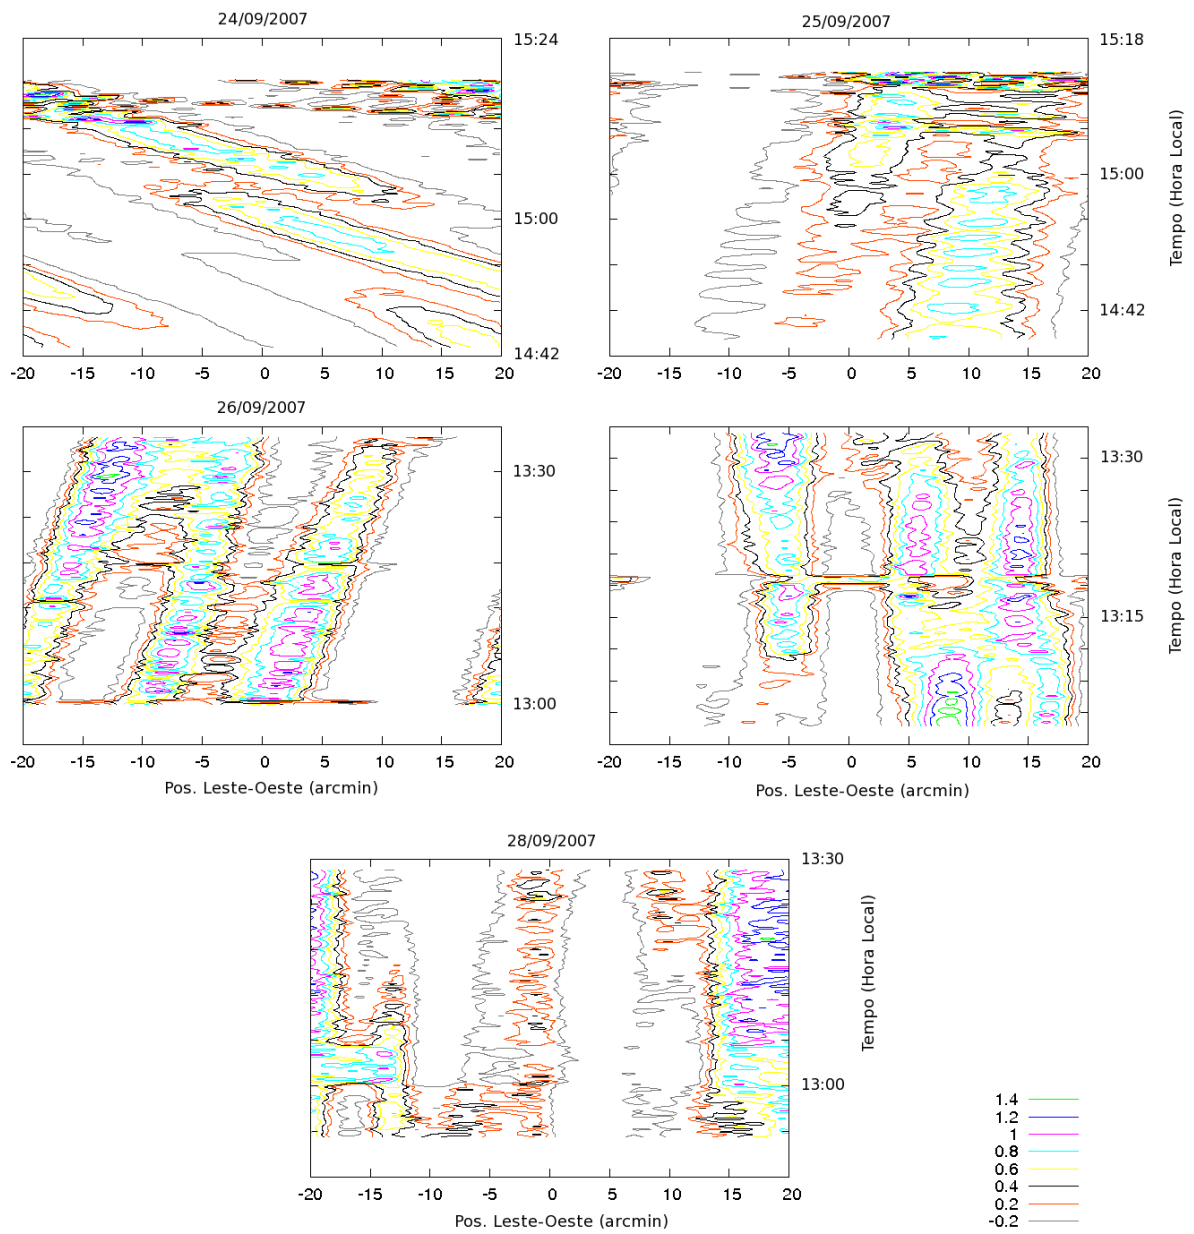 24/09/2007
15:24
15:00
14:42
-20 -15 -10 -5 0 5 10 15 20
25/09/2007
15:18
15:00
14:42
Tempo (Hora Local)
-20 -15 -10 -5 0 5 10 15 20
26/09/2007
13:30
13:00
-20 -15 -10 -5 0 5 10 15 20
Pos. Leste-Oeste (arcmin)
13:30
13:15
Tempo (Hora Local)
-20 -15 -10 -5 0 5 10 15 20
Pos. Leste-Oeste (arcmin)
28/09/2007
13:30
13:00
Tempo (Hora Local)
-20 -15 -10 -5 0 5 10 15 20
Pos. Leste-Oeste (arcmin)
1.4
1.2
1
0.8
0.6
0.4
0.2
-0.2